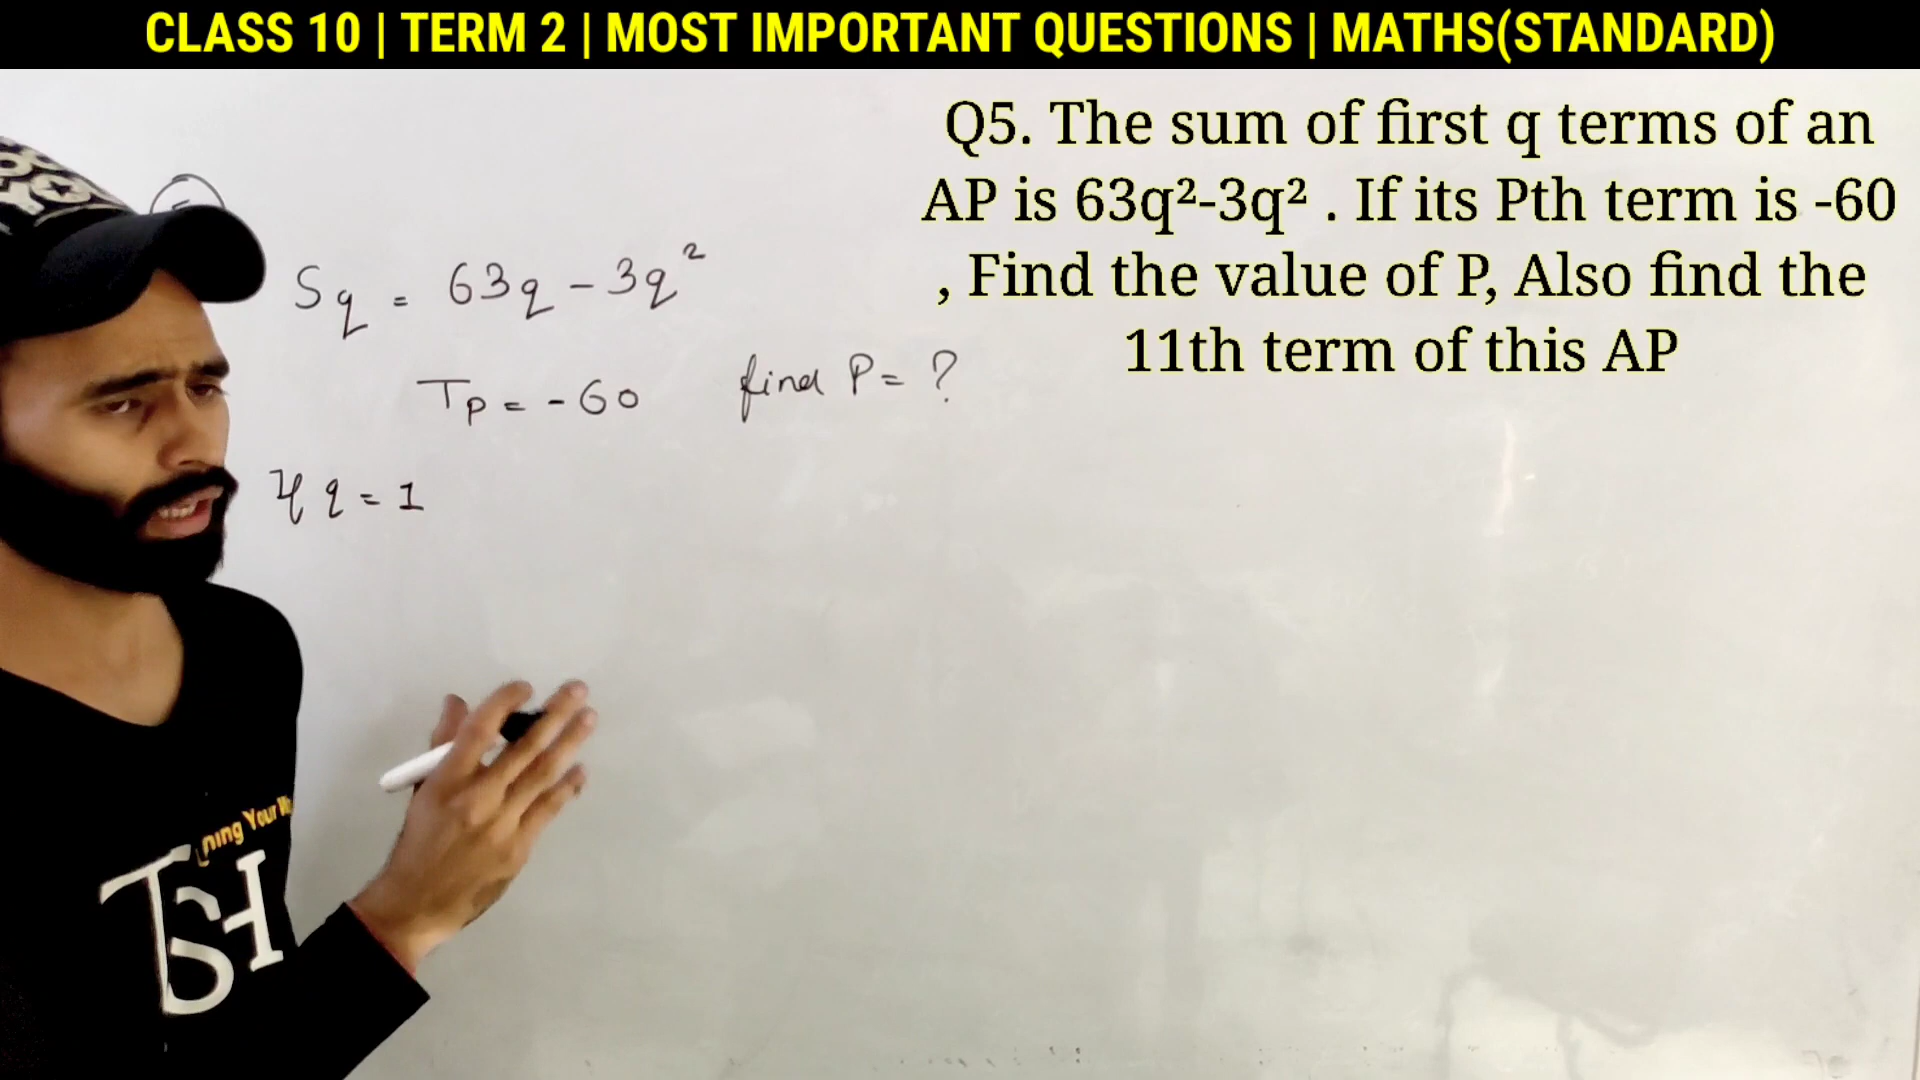 CLASS 10 | TERM 2 | MOST IMPORTANT QUESTIONS | MATHS(STANDARD)
Q5. The sum of first q terms of an
AP is 63q²-3q² . If its Pth term is -60
, Find the value of P, Also find the
11th term of this AP
Sq = 63q - 3q²
Tp = -60 find P = ?
If q = 1
ning Your
TSH